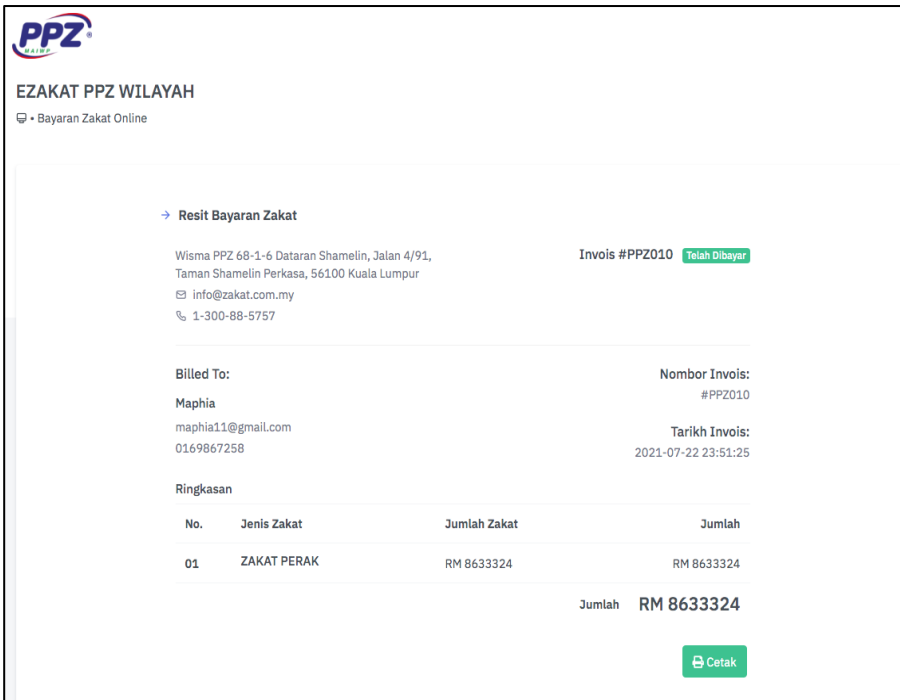 PPZ®
MAIWP
EZAKAT PPZ WILAYAH
• Bayaran Zakat Online
→ Resit Bayaran Zakat
Wisma PPZ 68-1-6 Dataran Shamelin, Jalan 4/91,
Taman Shamelin Perkasa, 56100 Kuala Lumpur
info@zakat.com.my
1-300-88-5757
Invois #PPZ010 Telah Dibayar
Billed To:
Maphia
maphia11@gmail.com
0169867258
Nombor Invois:
#PPZ010
Tarikh Invois:
2021-07-22 23:51:25
Ringkasan
No. Jenis Zakat Jumlah Zakat Jumlah
01 ZAKAT PERAK RM 8633324 RM 8633324
Jumlah RM 8633324
Cetak